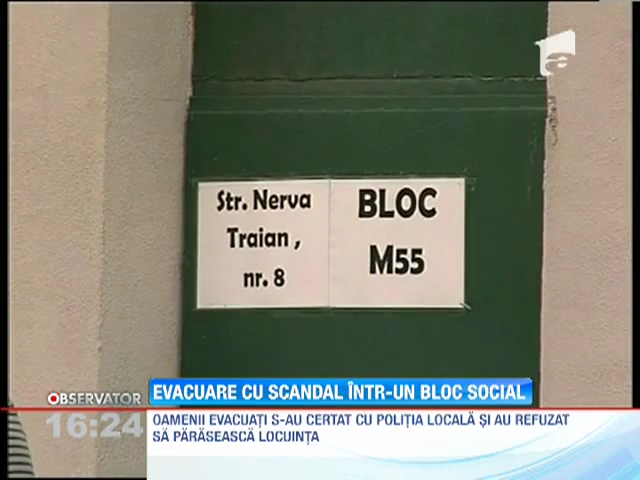 Str. Nerva
Traian ,
nr. 8
BLOC
M55
EVACUARE CU SCANDAL ÎNTR-UN BLOC SOCIAL
OBSERVATOR
16:24
OAMENII EVACUAȚI S-AU CERTAT CU POLIȚIA LOCALĂ ȘI AU REFUZAT
SĂ PĂRĂSEASCĂ LOCUINȚA